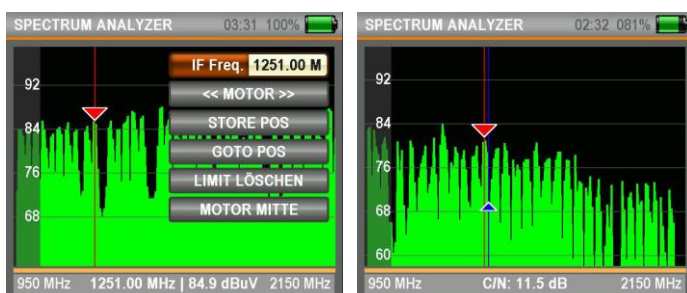 SPECTRUM ANALYZER 03:31 100%
IF Freq. 1251.00 M
<< MOTOR >>
STORE POS
GOTO POS
LIMIT LÖSCHEN
MOTOR MITTE
92
84
76
68
950 MHz 1251.00 MHz | 84.9 dBuV 2150 MHz
SPECTRUM ANALYZER 02:32 081%
92
84
76
68
60
950 MHz C/N: 11.5 dB 2150 MHz